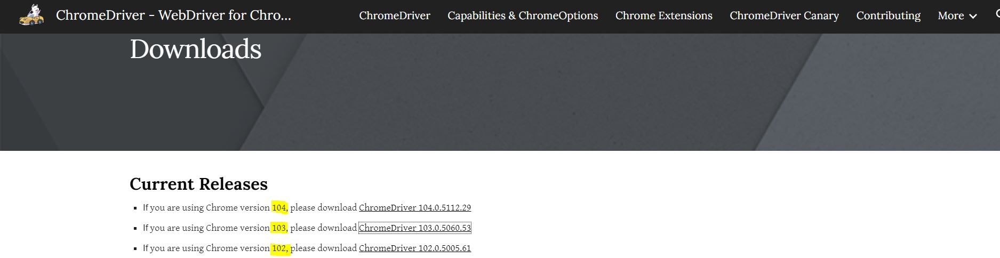 ChromeDriver - WebDriver for Chro...
ChromeDriver Capabilities & ChromeOptions Chrome Extensions ChromeDriver Canary Contributing More
Downloads
Current Releases
If you are using Chrome version 104, please download ChromeDriver 104.0.5112.29
If you are using Chrome version 103, please download ChromeDriver 103.0.5060.53
If you are using Chrome version 102, please download ChromeDriver 102.0.5005.61